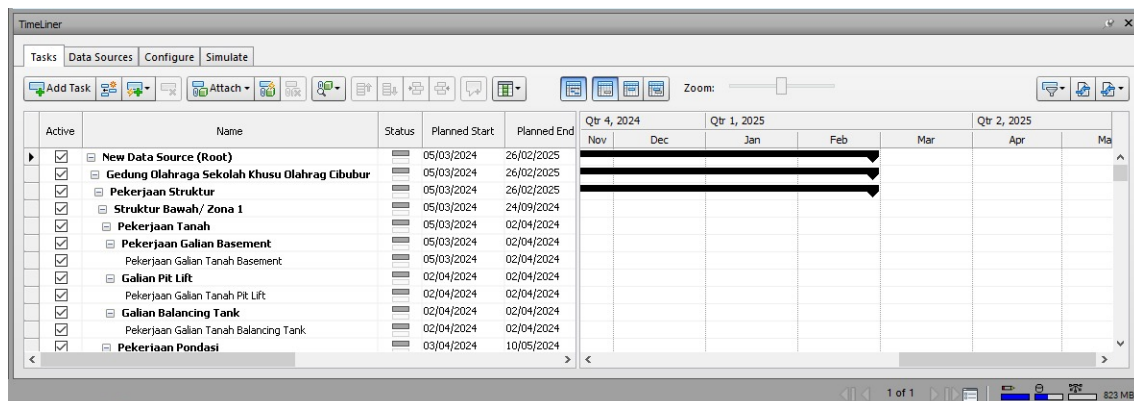 TimeLiner
Tasks Data Sources Configure Simulate
Add Task Attach Zoom:
Active Name Status Planned Start Planned End
Qtr 4, 2024 Qtr 1, 2025 Qtr 2, 2025
Nov Dec Jan Feb Mar Apr Ma
New Data Source (Root) 05/03/2024 26/02/2025
Gedung Olahraga Sekolah Khusu Olahrag Cibubur 05/03/2024 26/02/2025
Pekerjaan Struktur 05/03/2024 26/02/2025
Struktur Bawah/ Zona 1 05/03/2024 24/09/2024
Pekerjaan Tanah 05/03/2024 02/04/2024
Pekerjaan Galian Basement 05/03/2024 02/04/2024
Pekerjaan Galian Tanah Basement 05/03/2024 02/04/2024
Galian Pit Lift 02/04/2024 02/04/2024
Pekerjaan Galian Tanah Pit Lift 02/04/2024 02/04/2024
Galian Balancing Tank 02/04/2024 02/04/2024
Pekerjaan Galian Tanah Balancing Tank 02/04/2024 02/04/2024
Pekerjaan Pondasi 03/04/2024 10/05/2024
1 of 1 823 MB